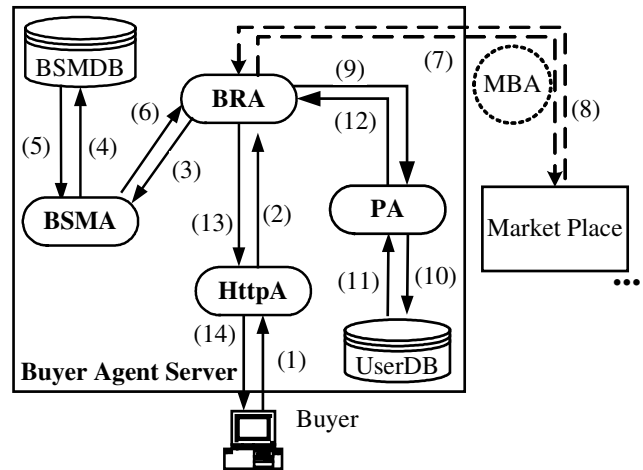 BSMDB
(7)
(9)
MBA
BRA
(6)
(12)
(8)
(5)
(4)
(3)
BSMA
PA
(13)
(2)
Market Place
HttpA
(11)
(10)
...
(14)
(1)
UserDB
Buyer Agent Server
Buyer